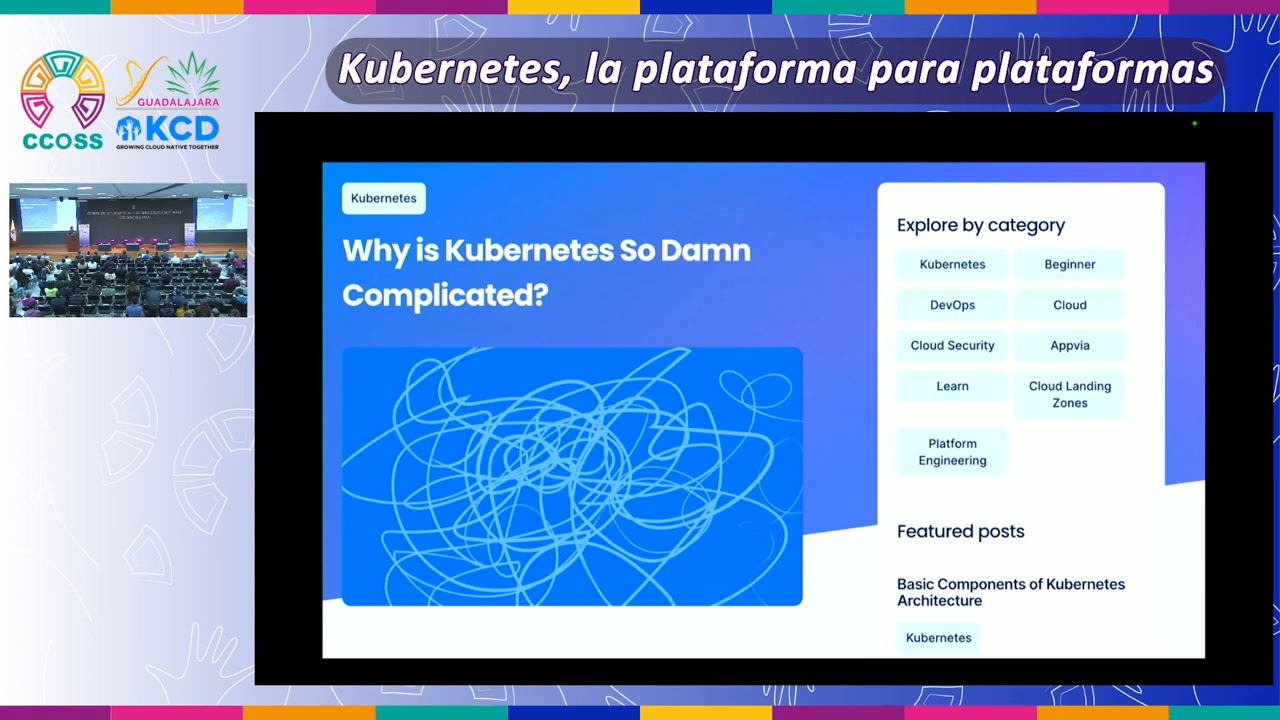 Kubernetes, la plataforma para plataformas
CCOSS
GUADALAJARA
KCD
GROWING CLOUD NATIVE TOGETHER
Kubernetes
Why is Kubernetes So Damn
Complicated?
Explore by category
Kubernetes
Beginner
DevOps
Cloud
Cloud Security
Appvia
Learn
Cloud Landing
Zones
Platform
Engineering
Featured posts
Basic Components of Kubernetes
Architecture
Kubernetes